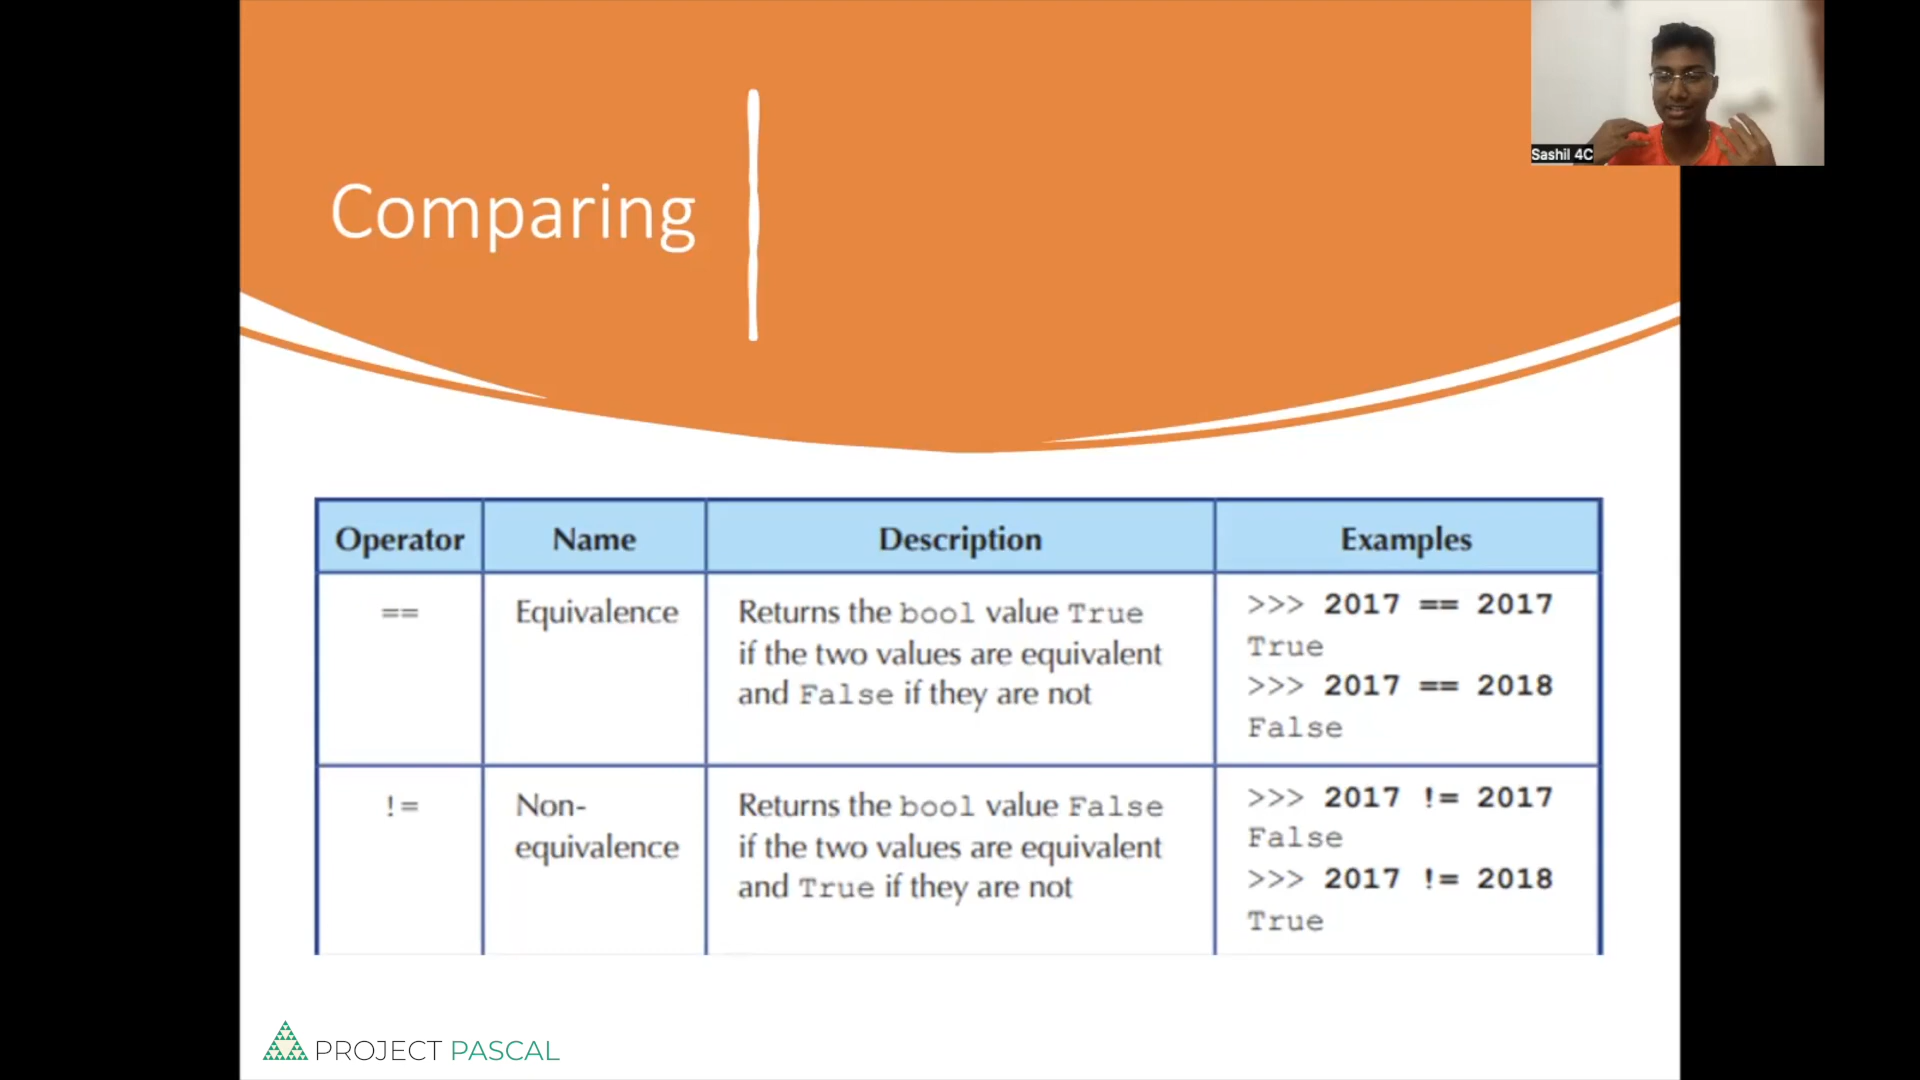 Sashil 4C
Comparing
Operator
Name
Description
Examples
==
Equivalence
Returns the bool value True
if the two values are equivalent
and False if they are not
>>> 2017 == 2017
True
>>> 2017 == 2018
False
!=
Non-
equivalence
Returns the bool value False
if the two values are equivalent
and True if they are not
>>> 2017 != 2017
False
>>> 2017 != 2018
True
PROJECT PASCAL